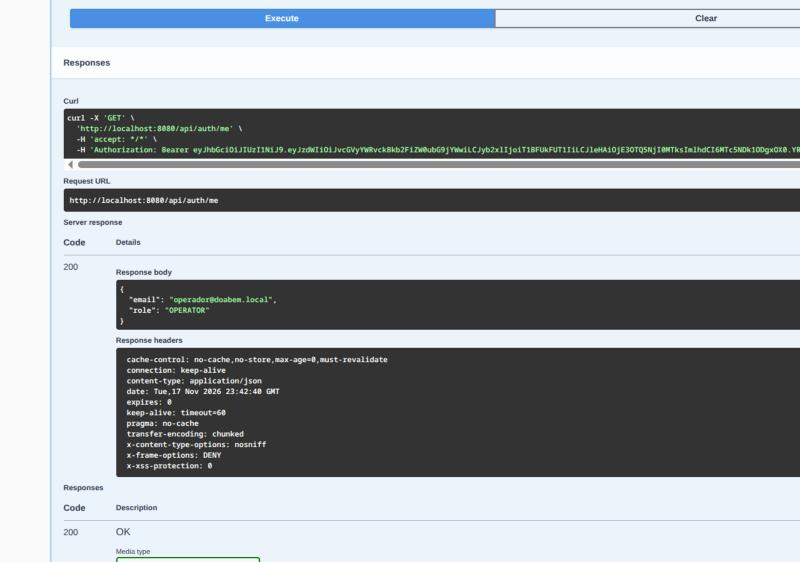 Execute
Clear
Responses
Curl
curl -X 'GET' \
'http://localhost:8080/api/auth/me' \
-H 'accept: */*' \
-H 'Authorization: Bearer
Request URL
http://localhost:8080/api/auth/me
Server response
Code Details
200
Response body
{
"email": "operador@doabem.local",
"role": "OPERATOR"
}
Response headers
cache-control: no-cache,no-store,max-age=0,must-revalidate
connection: keep-alive
content-type: application/json
date: Tue,17 Nov 2026 23:42:40 GMT
expires: 0
keep-alive: timeout=60
pragma: no-cache
transfer-encoding: chunked
x-content-type-options: nosniff
x-frame-options: DENY
x-xss-protection: 0
Responses
Code Description
200 OK
Media type